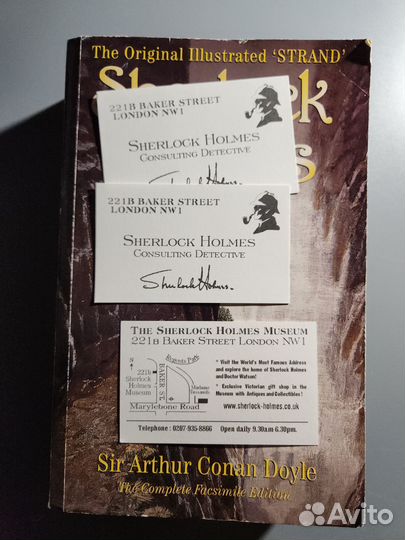 The Original Illustrated 'STRAND'
Sherlock
221B BAKER STREET
LONDON NW1
SHERLOCK HOLMES
CONSULTING DETECTIVE
Sherlock Holmes.
221B BAKER STREET
LONDON NW1
SHERLOCK HOLMES
CONSULTING DETECTIVE
Sherlock Holmes.
THE SHERLOCK HOLMES MUSEUM
221B BAKER STREET LONDON NW1
N
Regents Park
221b
Sherlock
Holmes
Museum
BAKER ST.
Madame
Tussauds
Marylebone Road
* Visit the World's Most Famous Address
and explore the home of Sherlock Holmes
and Doctor Watson!
* Exclusive Victorian gift shop in the
Museum with Antiques and Collectibles!
www.sherlock-holmes.co.uk
Telephone : 0207-935-8866 Open daily 9.30am 6.30pm.
Sir Arthur Conan Doyle
The Complete Facsimile Edition
Avito